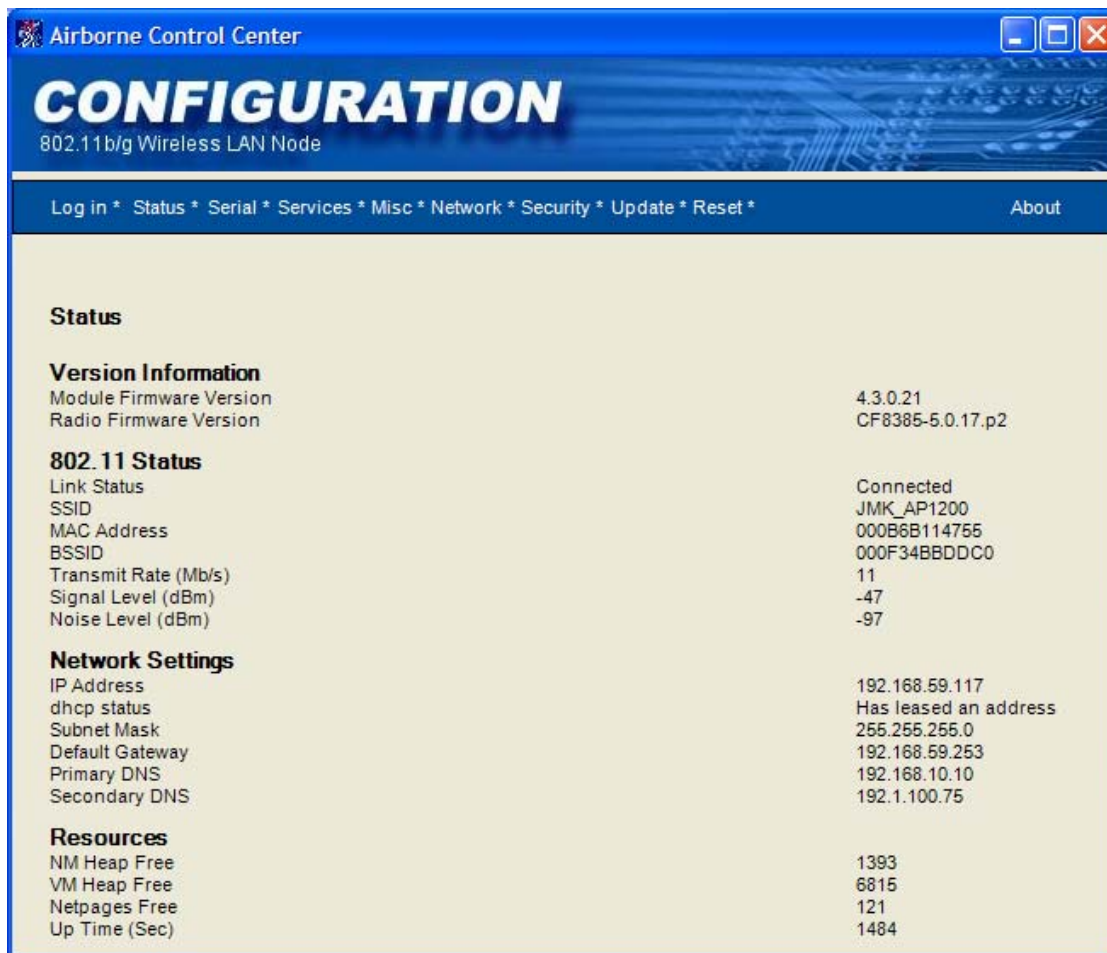 Airborne Control Center
CONFIGURATION
802.11b/g Wireless LAN Node
Log in * Status * Serial * Services * Misc * Network * Security * Update * Reset * About
Status
Version Information
Module Firmware Version 4.3.0.21
Radio Firmware Version CF8385-5.0.17.p2
802.11 Status
Link Status Connected
SSID JMK_AP1200
MAC Address 000B6B114755
BSSID 000F34BBDDC0
Transmit Rate (Mb/s) 11
Signal Level (dBm) -47
Noise Level (dBm) -97
Network Settings
IP Address 192.168.59.117
dhcp status Has leased an address
Subnet Mask 255.255.255.0
Default Gateway 192.168.59.253
Primary DNS 192.168.10.10
Secondary DNS 192.1.100.75
Resources
NM Heap Free 1393
VM Heap Free 6815
Netpages Free 121
Up Time (Sec) 1484